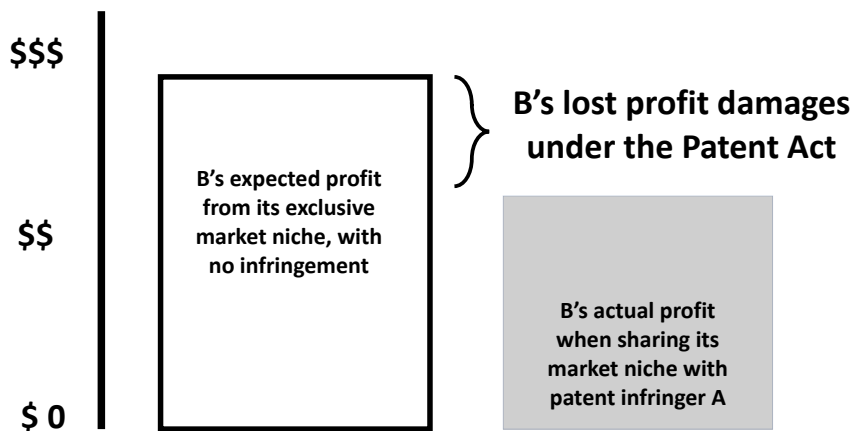 $$$
B's lost profit damages
under the Patent Act
B's expected profit
from its exclusive
market niche, with
no infringement
$$
B's actual profit
when sharing its
market niche with
patent infringer A
$ 0